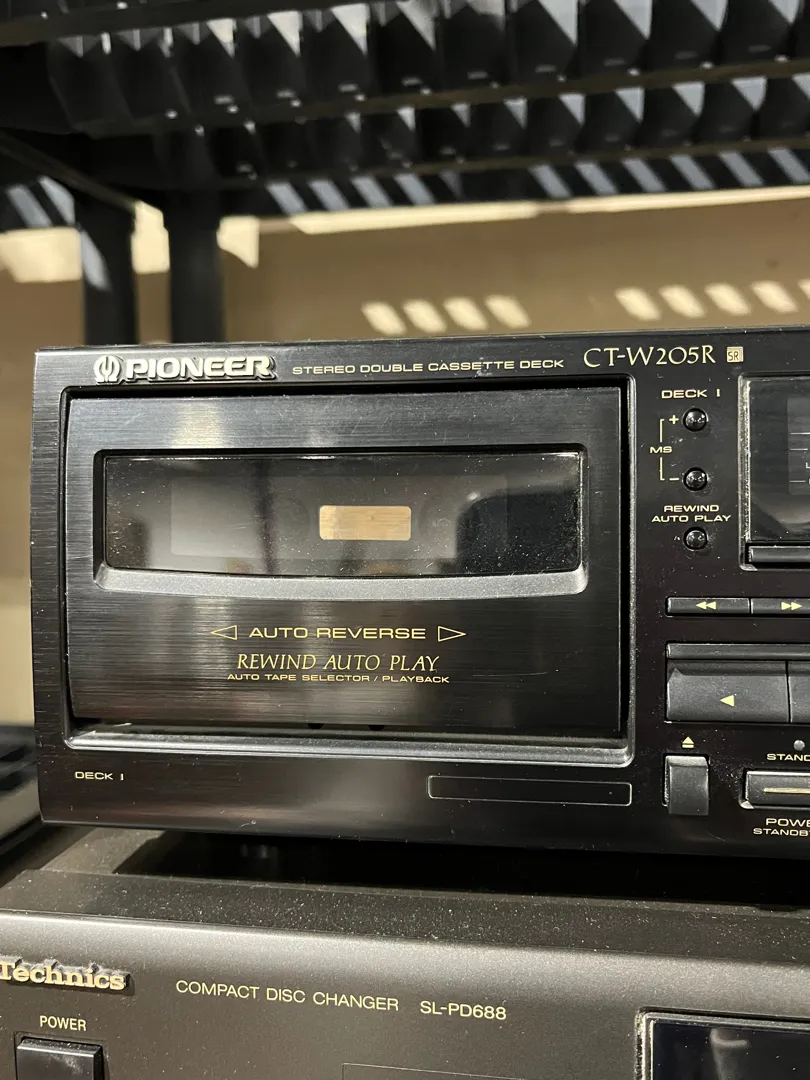 PIONEER STEREO DOUBLE CASSETTE DECK CT-W205R SR
DECK I
+
MS
-
REWIND
AUTO PLAY
AUTO REVERSE
REWIND AUTO PLAY
AUTO TAPE SELECTOR / PLAYBACK
DECK I
Technics
COMPACT DISC CHANGER SL-PD688
POWER